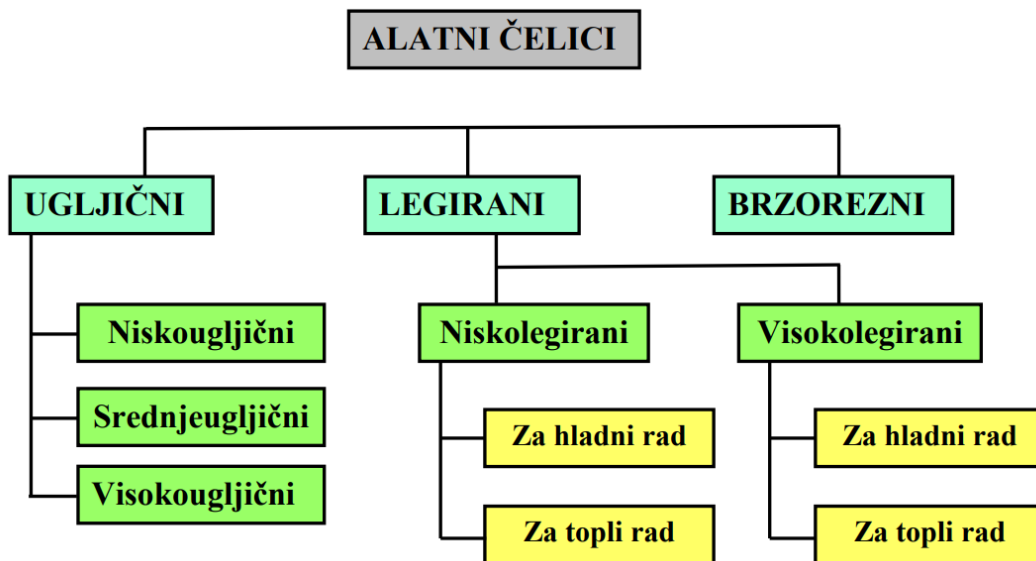 ALATNI ČELICI
UGLJIČNI
LEGIRANI
BRZOREZNI
Niskougljični
Niskolegirani
Visokolegirani
Srednjeugljični
Za hladni rad
Za hladni rad
Visokougljični
Za topli rad
Za topli rad